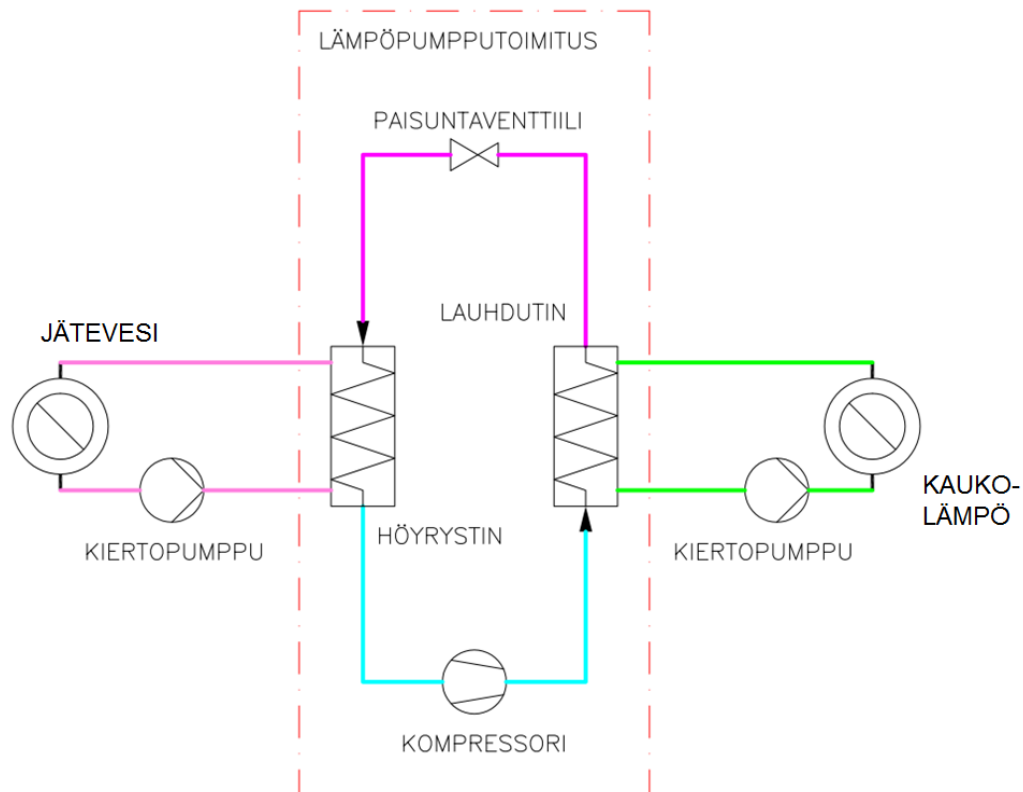 LÄMPÖPUMPPUTOIMITUS
PAISUNTAVENTTIILI
LAUHDUTIN
JÄTEVESI
KAUKO-
LÄMPÖ
HÖYRYSTIN
KIERTOPUMPPU
KIERTOPUMPPU
KOMPRESSORI